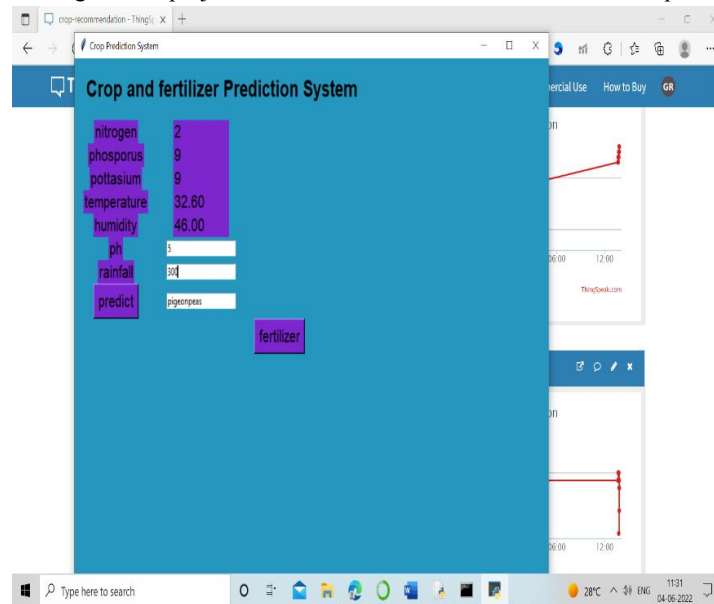 crop-recommendation - ThingSp
Crop Prediction System
T
ercial Use How to Buy GR
Crop and fertilizer Prediction System
nitrogen 2
phosporus 9
pottasium 9
temperature 32.60
humidity 46.00
ph 5
rainfall 300
predict pigeonpeas
fertilizer
on
06:00 12:00
ThingSpeak.com
on
06:00 12:00
Type here to search
28°C ENG 11:31
04-06-2022